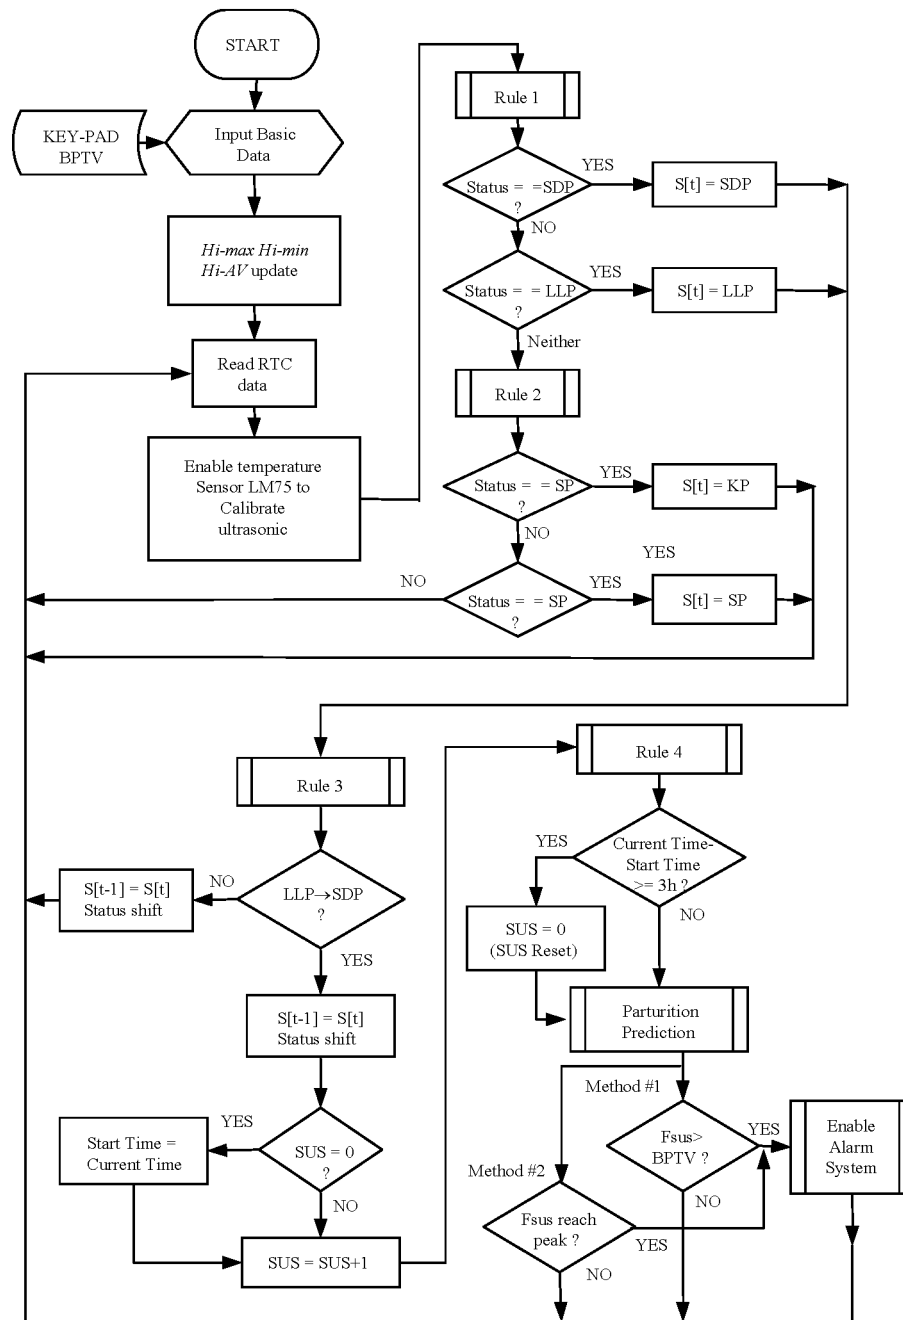 START
KEY-PAD
BPTV
Input Basic
Data
Hi-max Hi-min
Hi-AV update
Read RTC
data
Enable temperature
Sensor LM75 to
Calibrate
ultrasonic
Rule 1
Status = =SDP
?
YES
S[t] = SDP
NO
Status = = LLP
?
YES
S[t] = LLP
Neither
Rule 2
Status = = SP
?
YES
S[t] = KP
NO
YES
NO
Status = = SP
?
YES
S[t] = SP
Rule 3
LLP→SDP
?
NO
S[t-1] = S[t]
Status shift
YES
S[t-1] = S[t]
Status shift
SUS = 0
?
YES
Start Time =
Current Time
NO
SUS = SUS+1
Rule 4
Current Time-
Start Time
>= 3h ?
YES
SUS = 0
(SUS Reset)
NO
Parturition
Prediction
Method #1
Fsus>
BPTV ?
YES
Enable
Alarm
System
NO
Method #2
Fsus reach
peak ?
YES
NO